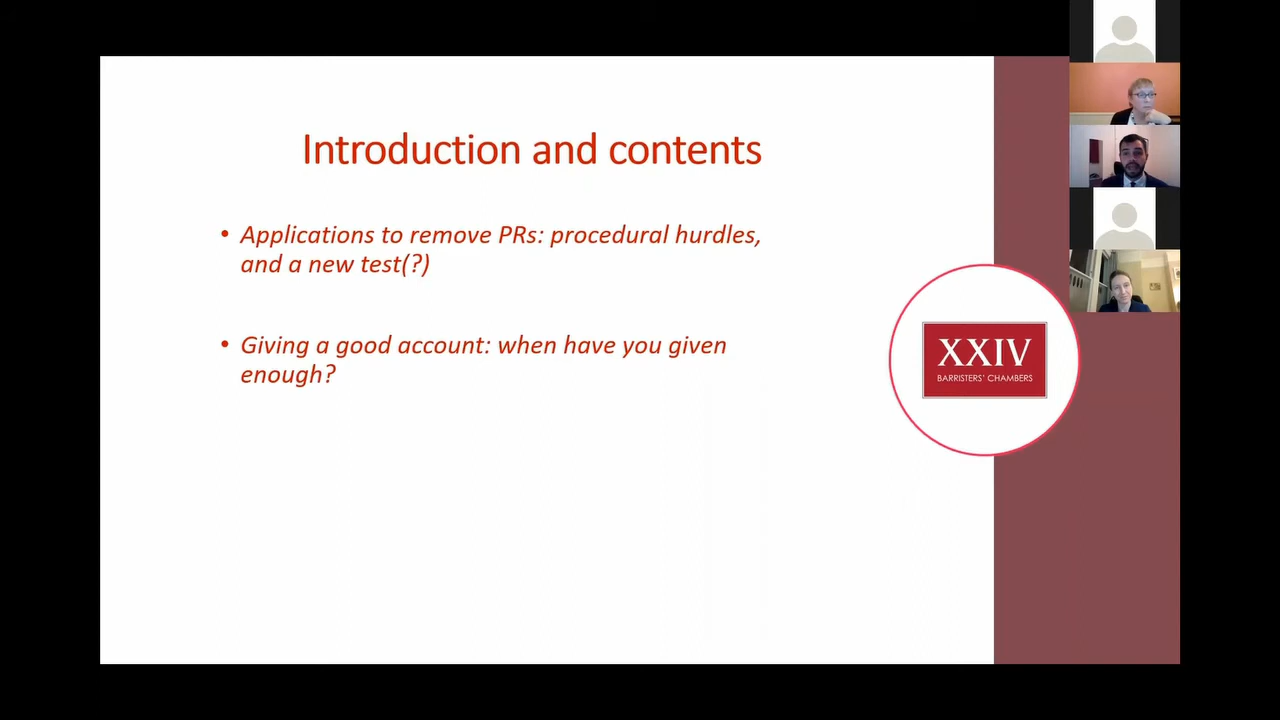 Introduction and contents
• Applications to remove PRs: procedural hurdles,
and a new test(?)
• Giving a good account: when have you given
enough?
XXIV
BARRISTERS' CHAMBERS